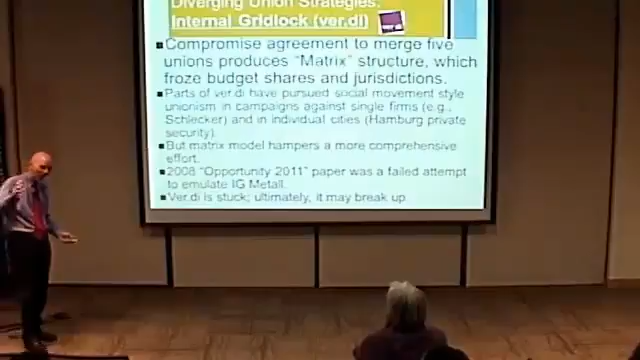 Diverging Union Strategies:
Internal Gridlock (ver.di)
■Compromise agreement to merge five
unions produces “Matrix” structure, which
froze budget shares and jurisdictions.
■Parts of ver.di have pursued social movement style
unionism in campaigns against single firms (e.g.,
Schlecker) and in individual cities (Hamburg private
security).
■But matrix model hampers a more comprehensive
effort.
■2008 “Opportunity 2011” paper was a failed attempt
to emulate IG Metall.
■Ver.di is stuck; ultimately, it may break up.